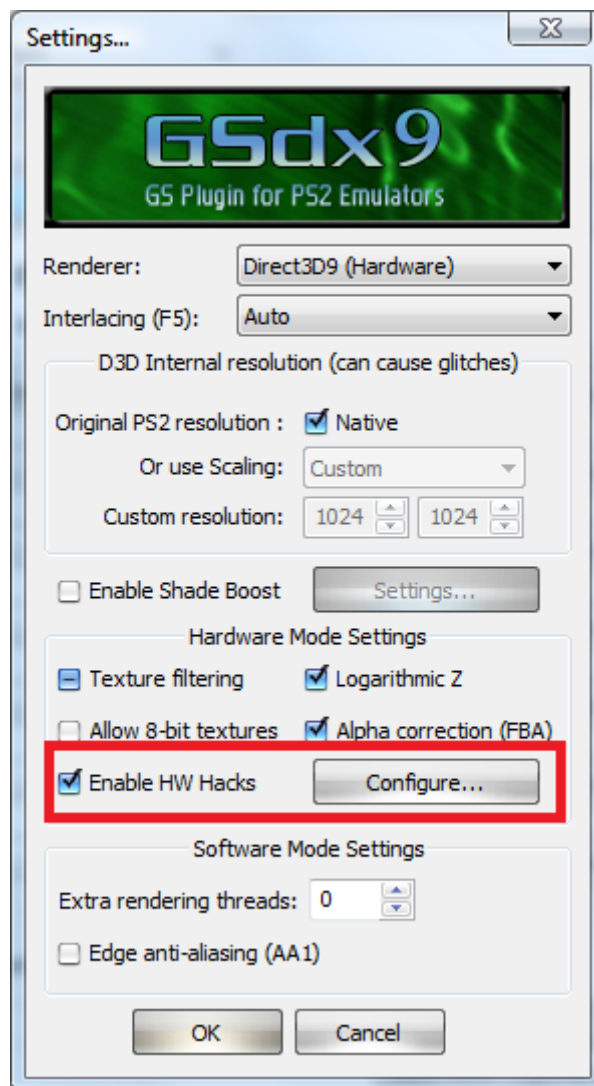 Settings...
GSdx9
GS Plugin for PS2 Emulators
Renderer: Direct3D9 (Hardware)
Interlacing (F5): Auto
D3D Internal resolution (can cause glitches)
Original PS2 resolution : Native
Or use Scaling: Custom
Custom resolution: 1024 1024
Enable Shade Boost Settings...
Hardware Mode Settings
Texture filtering Logarithmic Z
Allow 8-bit textures Alpha correction (FBA)
Enable HW Hacks Configure...
Software Mode Settings
Extra rendering threads: 0
Edge anti-aliasing (AA1)
OK Cancel